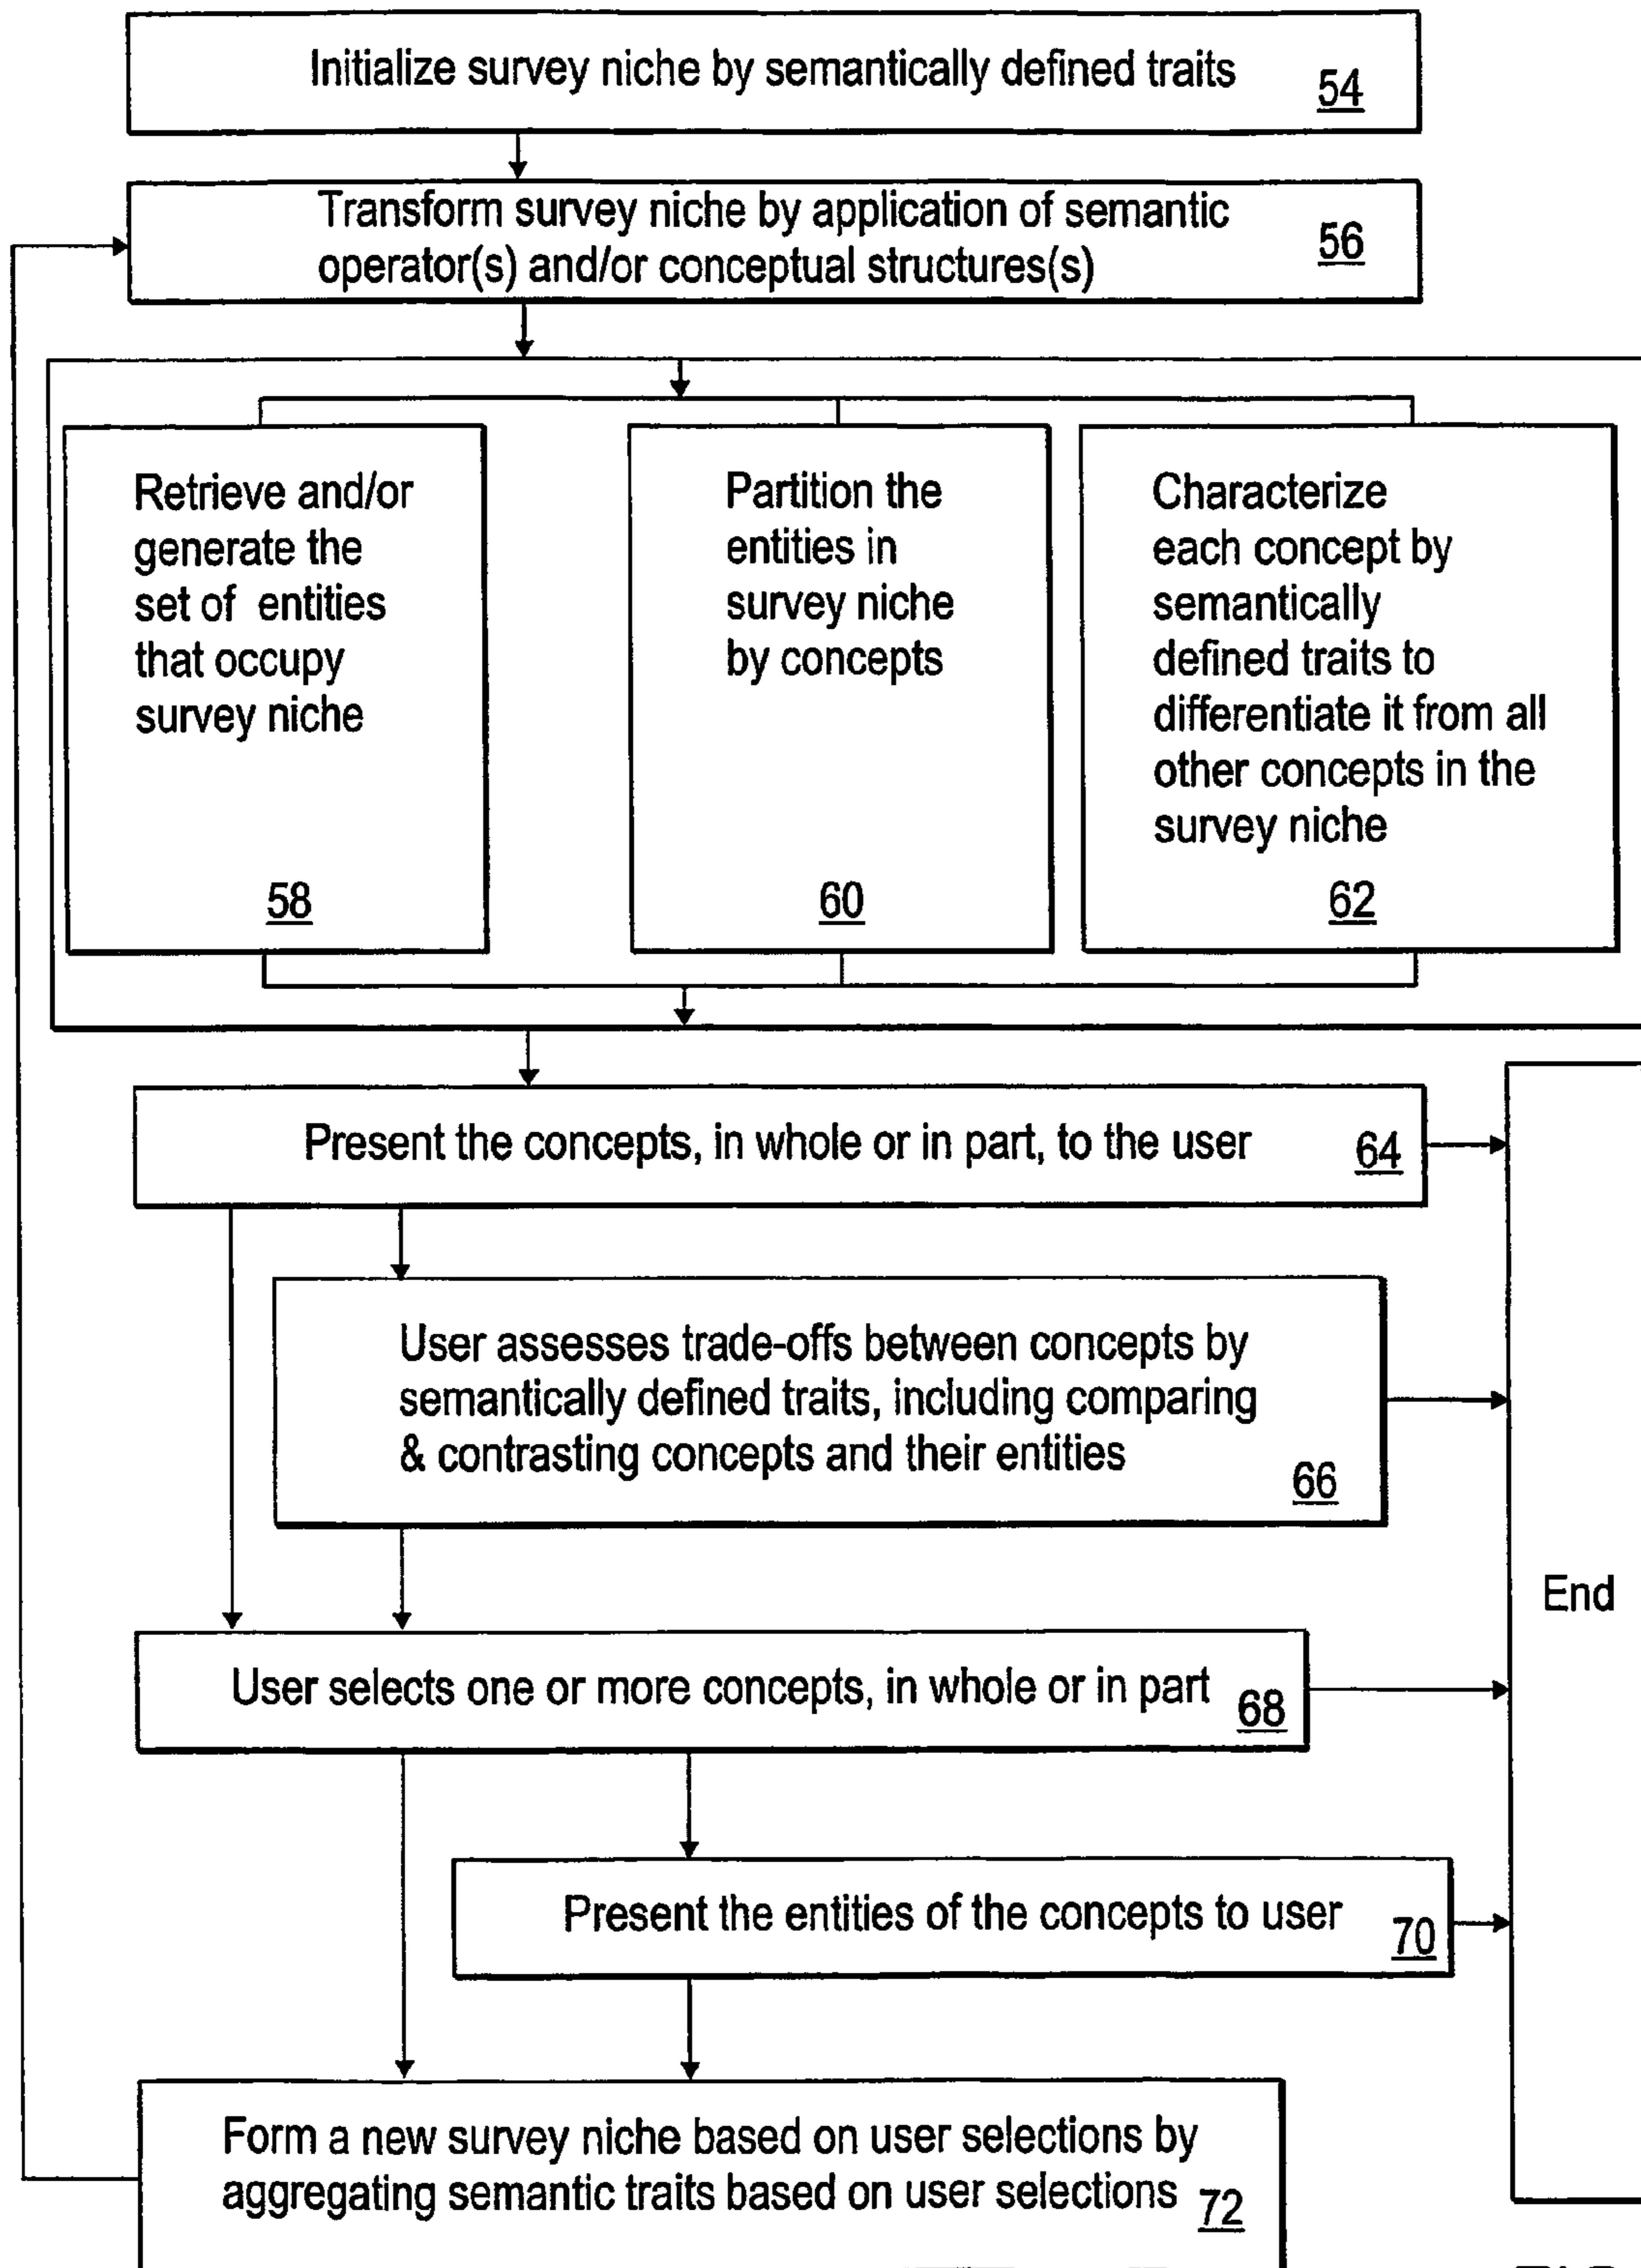 Initialize survey niche by semantically defined traits
54
Transform survey niche by application of semantic
operator(s) and/or conceptual structures(s)
56
Retrieve and/or
generate the
set of entities
that occupy
survey niche
58
Partition the
entities in
survey niche
by concepts
60
Characterize
each concept by
semantically
defined traits to
differentiate it from all
other concepts in the
survey niche
62
Present the concepts, in whole or in part, to the user
64
User assesses trade-offs between concepts by
semantically defined traits, including comparing
& contrasting concepts and their entities
66
End
User selects one or more concepts, in whole or in part
68
Present the entities of the concepts to user
70
Form a new survey niche based on user selections by
aggregating semantic traits based on user selections
72